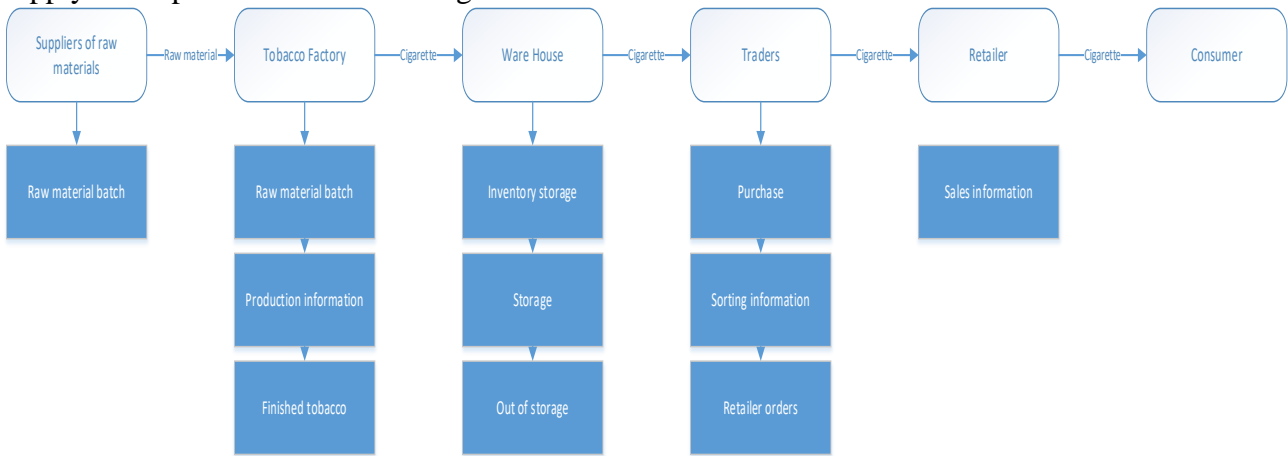 Suppliers of raw
materials
Raw material
Tobacco Factory
Cigarette
Ware House
Cigarette
Traders
Cigarette
Retailer
Cigarette
Consumer
Raw material batch
Raw material batch
Inventory storage
Purchase
Sales information
Production information
Storage
Sorting information
Finished tobacco
Out of storage
Retailer orders